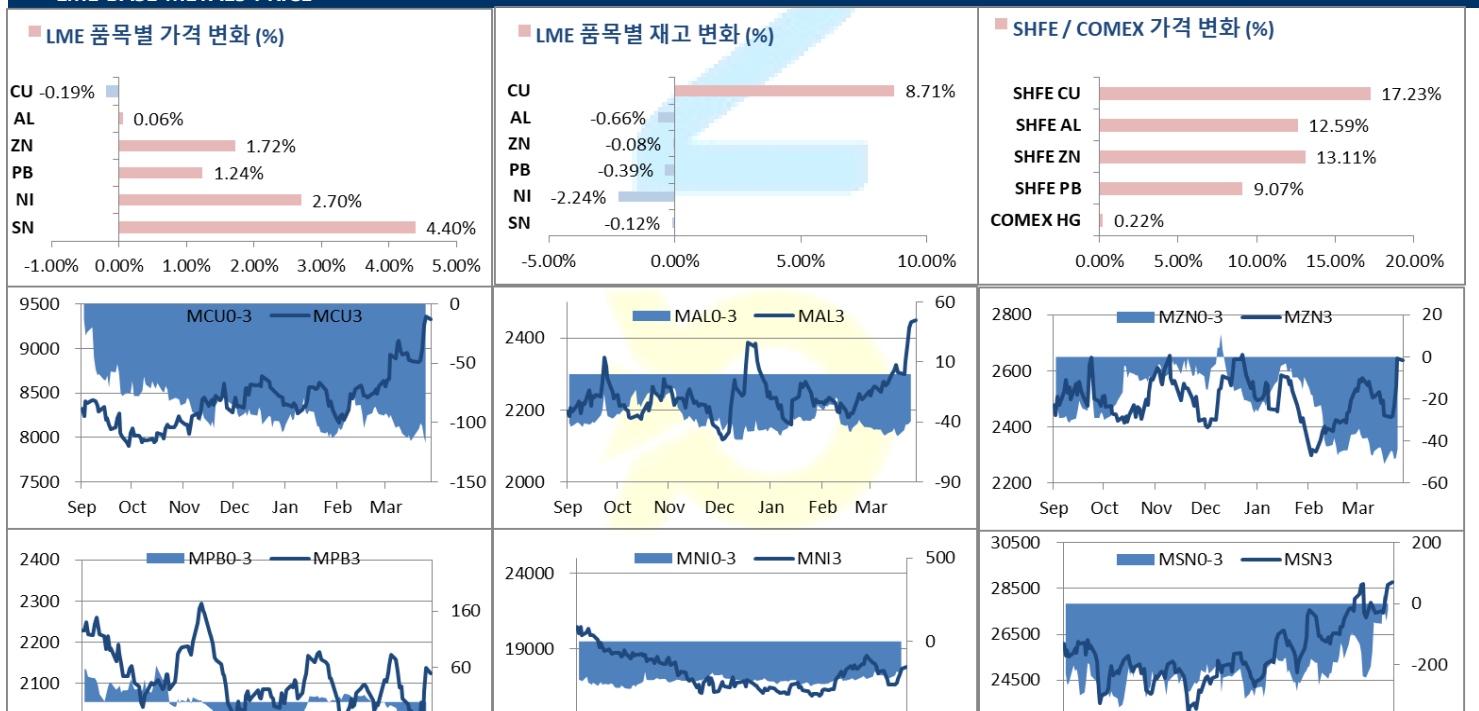 LME BASE METALS PRICE
LME 품목별 가격 변화 (%)
CU -0.19%
AL 0.06%
ZN 1.72%
PB 1.24%
NI 2.70%
SN 4.40%
-1.00% 0.00% 1.00% 2.00% 3.00% 4.00% 5.00%
LME 품목별 재고 변화 (%)
CU 8.71%
AL -0.66%
ZN -0.08%
PB -0.39%
NI -2.24%
SN -0.12%
-5.00% 0.00% 5.00% 10.00%
SHFE / COMEX 가격 변화 (%)
SHFE CU 17.23%
SHFE AL 12.59%
SHFE ZN 13.11%
SHFE PB 9.07%
COMEX HG 0.22%
0.00% 5.00% 10.00% 15.00% 20.00%
MCU0-3 MCU3
9500 0
9000 -50
8500
8000 -100
7500 -150
Sep Oct Nov Dec Jan Feb Mar
MAL0-3 MAL3
60
2400 10
2200 -40
2000 -90
Sep Oct Nov Dec Jan Feb Mar
MZN0-3 MZN3
2800 20
0
2600 -20
2400 -40
2200 -60
Sep Oct Nov Dec Jan Feb Mar
MPB0-3 MPB3
2400
2300 160
2200
2100 60
MNI0-3 MNI3
500
24000
19000 0
MSN0-3 MSN3
30500 200
28500 0
26500
24500 -200